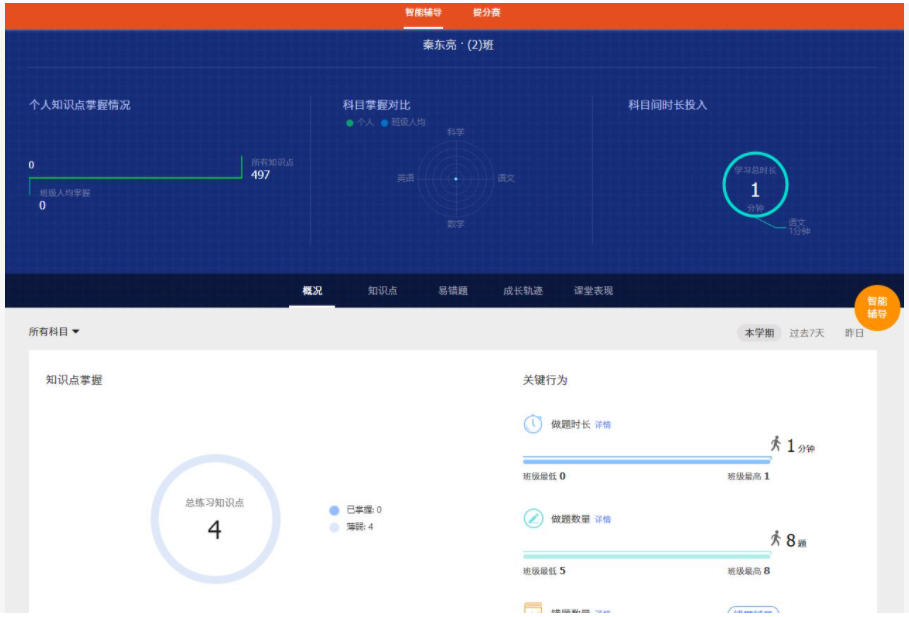 智能辅导 提分赛
秦东亮 · (2)班
个人知识点掌握情况
0
所有知识点
497
班级人均掌握
0
科目掌握对比
个人 班级人均
科学
英语 语文
数学
科目间时长投入
学习总时长
1
分钟
语文
1分钟
概况 知识点 易错题 成长轨迹 课堂表现
智能
辅导
所有科目
本学期 过去7天 昨日
知识点掌握
总练习知识点
4
已掌握: 0
薄弱: 4
关键行为
做题时长 详情
1 分钟
班级最低 0 班级最高 1
做题数量 详情
8 题
班级最低 5 班级最高 8